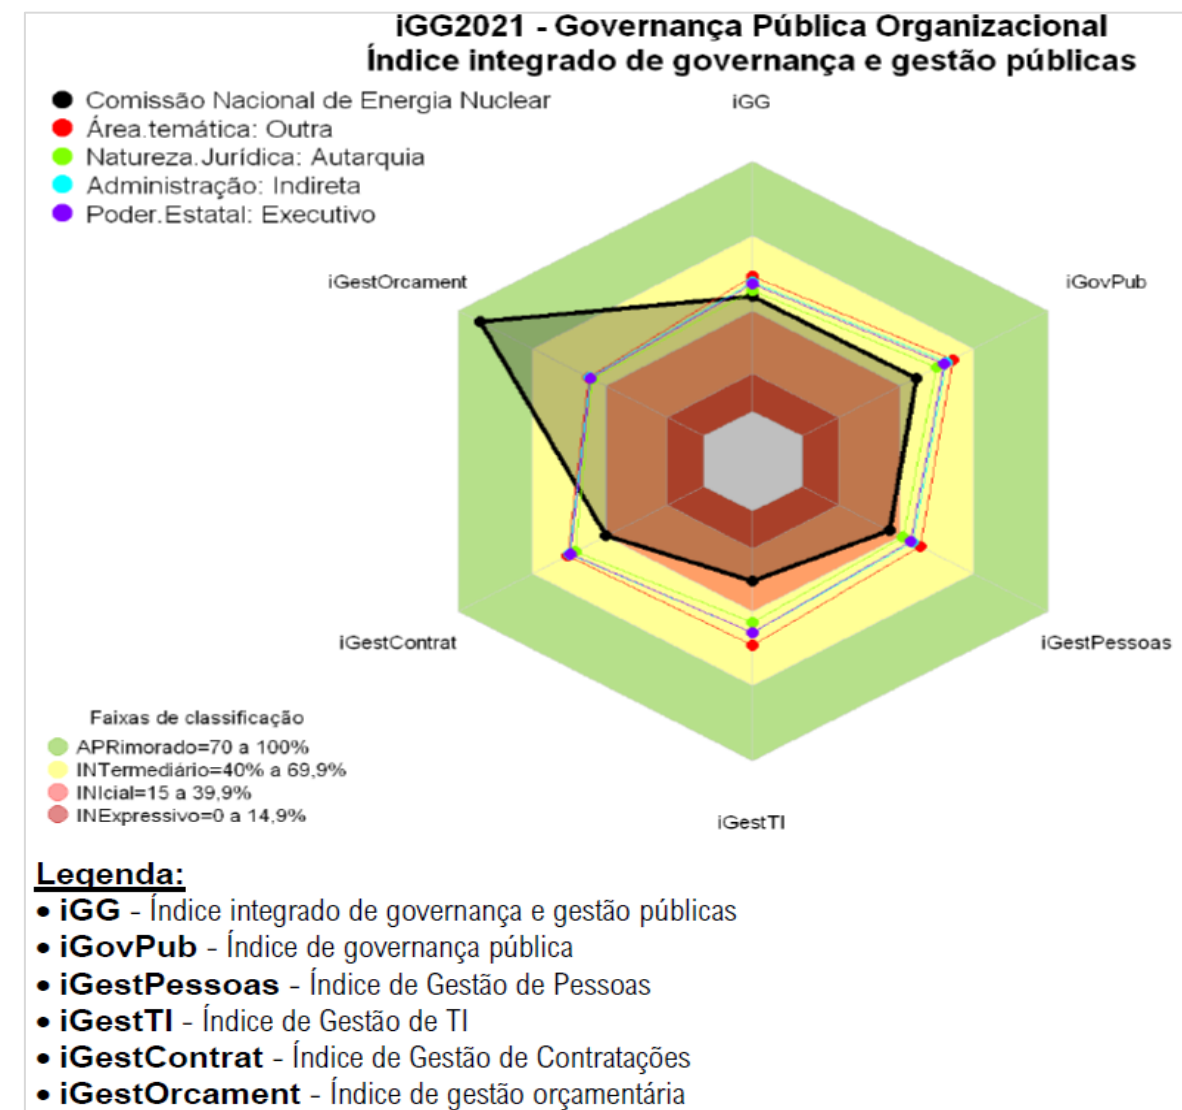 iGG2021 - Governança Pública Organizacional
Índice integrado de governança e gestão públicas
Comissão Nacional de Energia Nuclear
Área.temática: Outra
Natureza.Jurídica: Autarquia
Administração: Indireta
Poder.Estatal: Executivo
iGG
iGestOrcament
iGovPub
iGestContrat
iGestPessoas
iGestTI
Faixas de classificação
APRimorado=70 a 100%
INTermediário=40% a 69,9%
INIcial=15 a 39,9%
INExpressivo=0 a 14,9%
Legenda:
• iGG - Índice integrado de governança e gestão públicas
• iGovPub - Índice de governança pública
• iGestPessoas - Índice de Gestão de Pessoas
• iGestTI - Índice de Gestão de TI
• iGestContrat - Índice de Gestão de Contratações
• iGestOrcament - Índice de gestão orçamentária